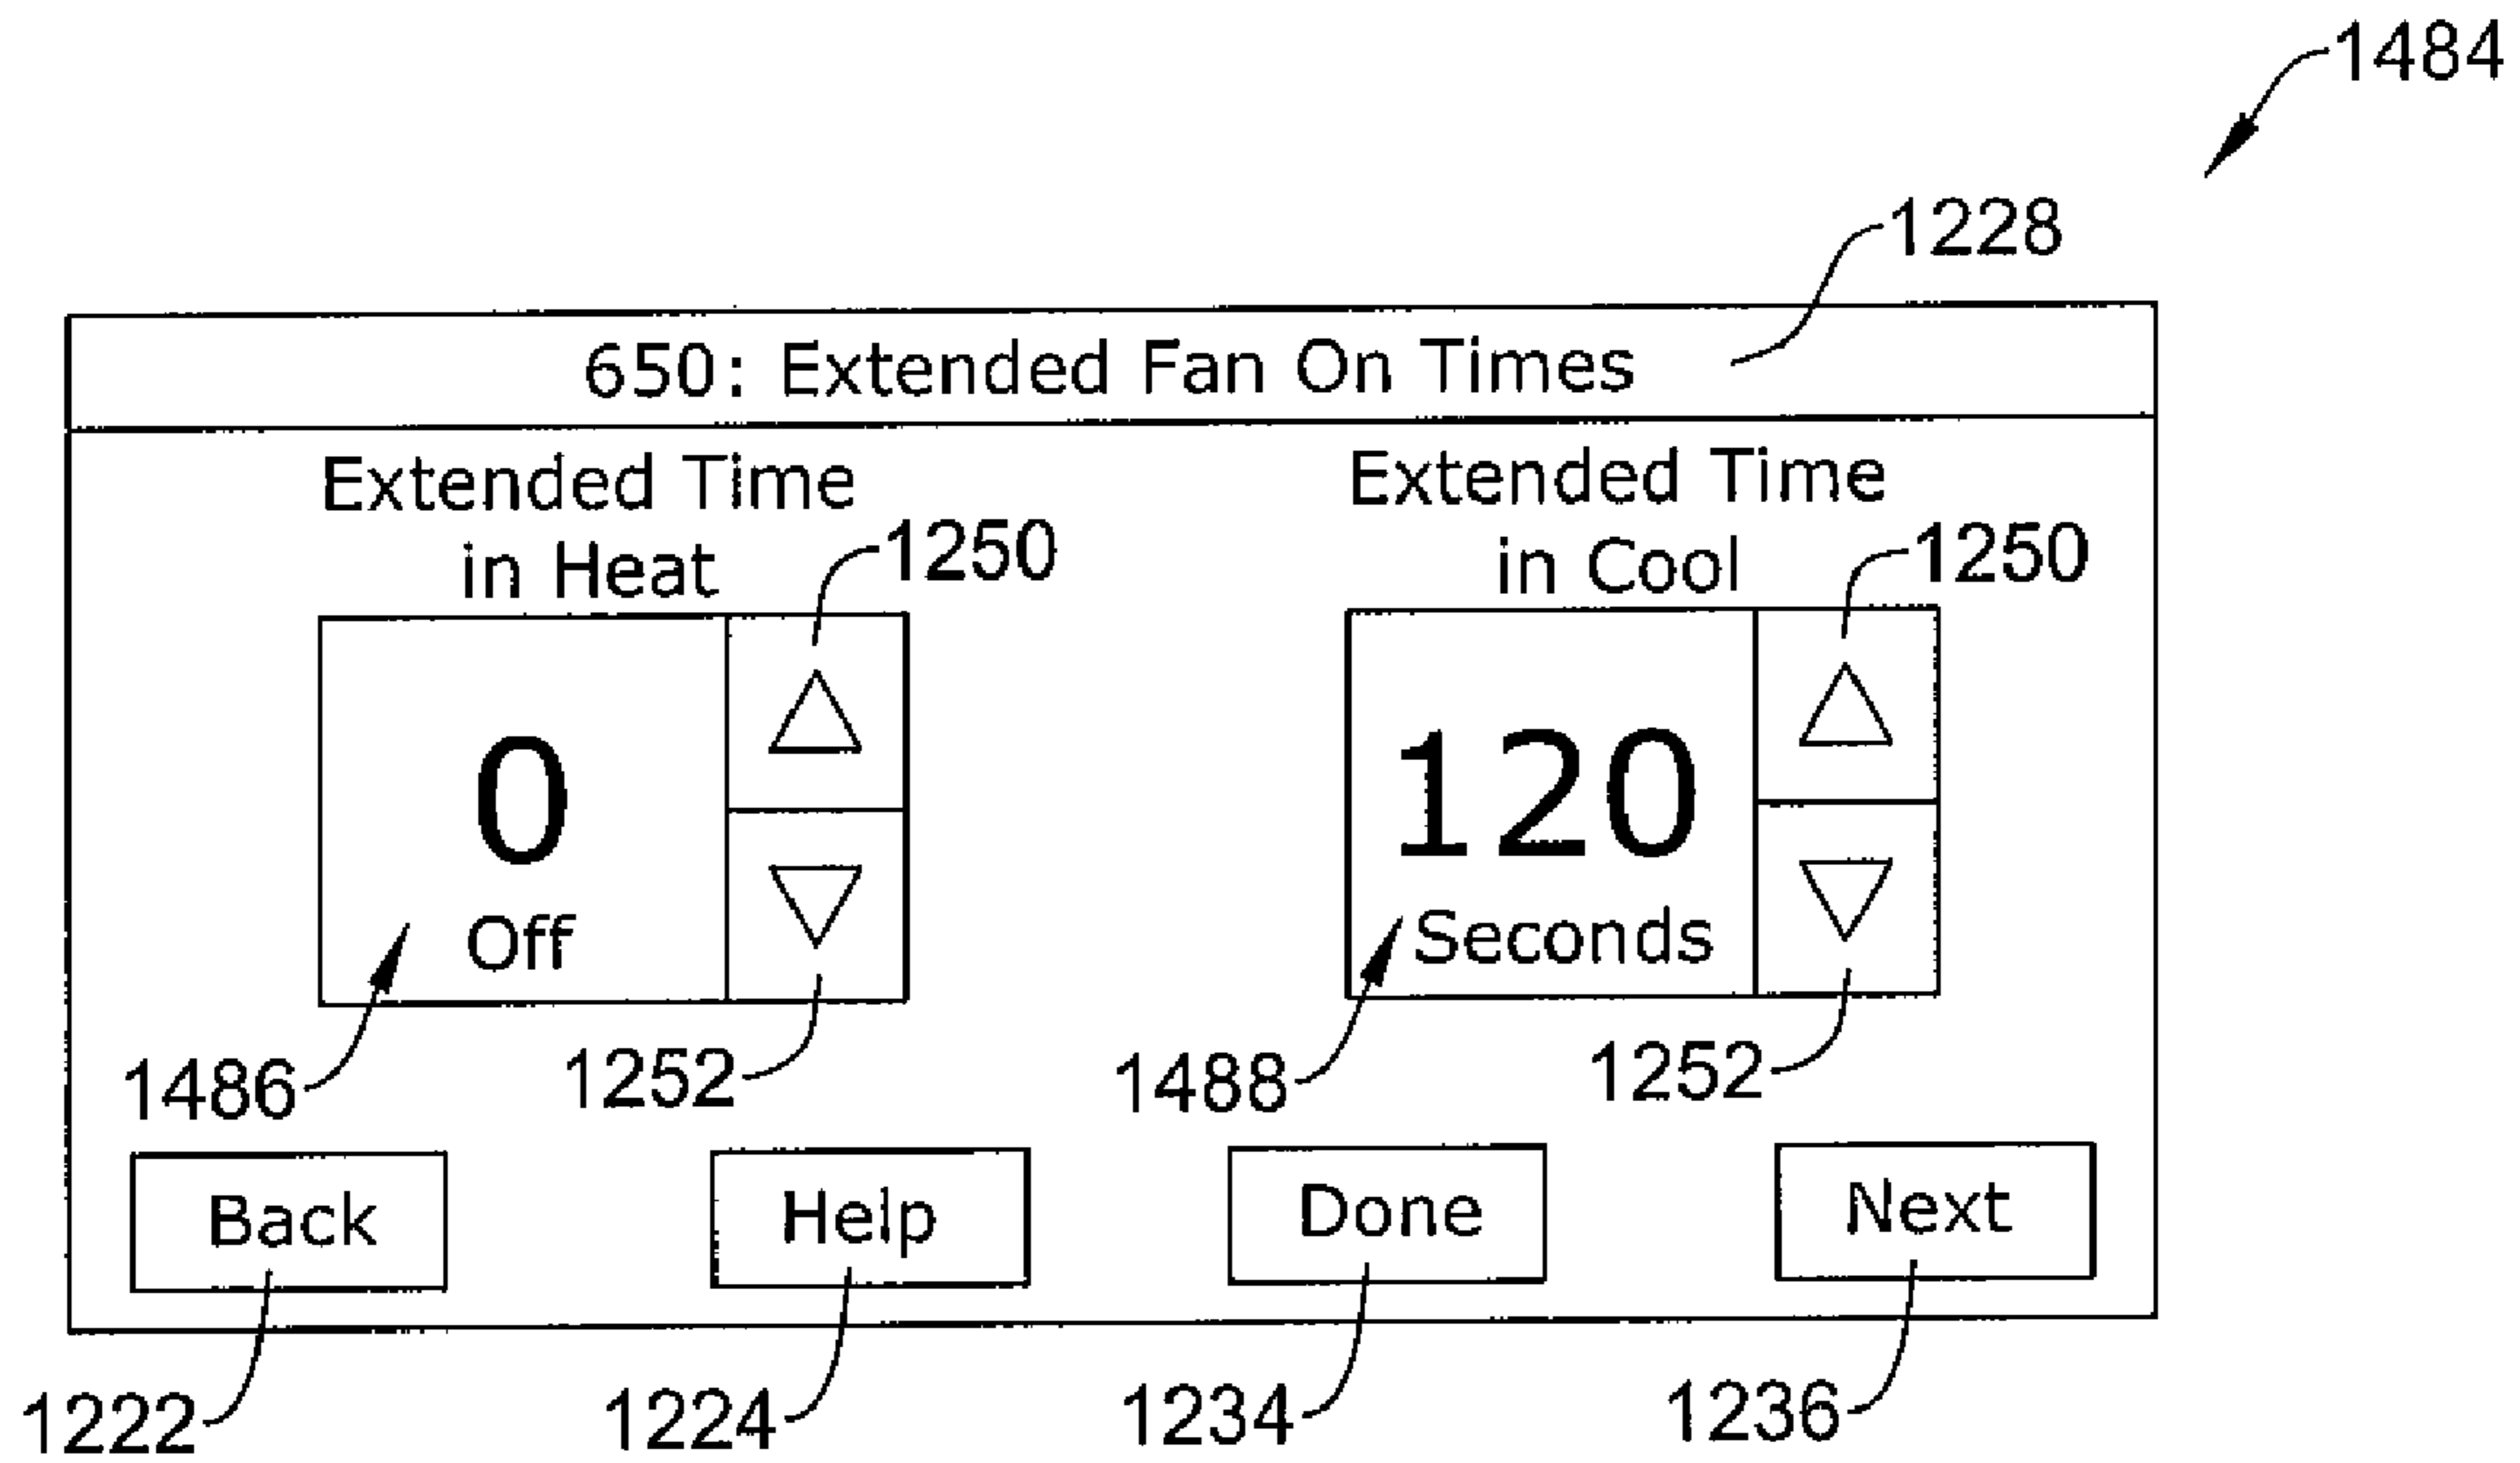 1484
1228
650: Extended Fan On Times
Extended Time
in Heat
1250
0
Off
1486
1252
Extended Time
in Cool
1250
120
Seconds
1488
1252
Back
Help
Done
Next
1222
1224
1234
1236